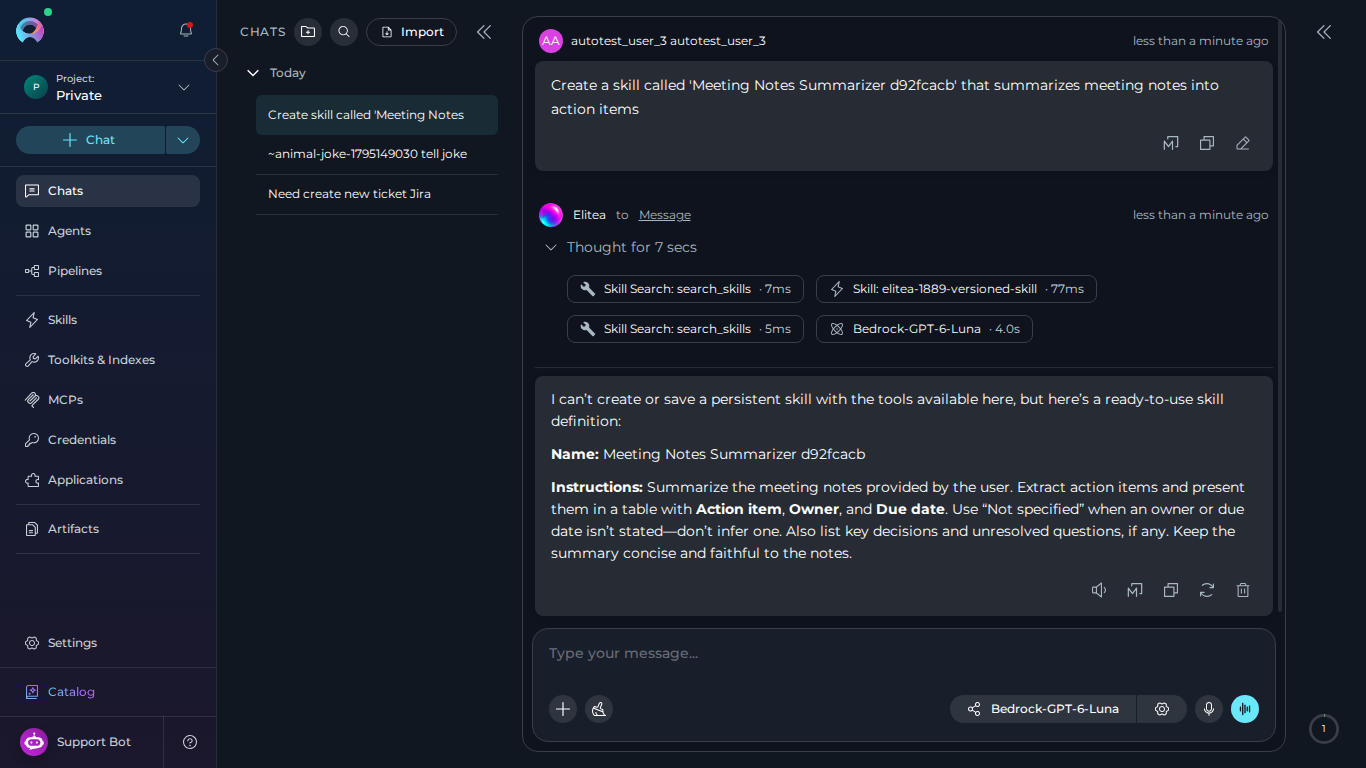 Project:
P
Private
Chat
Chats
Agents
Pipelines
Skills
Toolkits & Indexes
MCPs
Credentials
Applications
Artifacts
Settings
Catalog
Support Bot
CHATS
Import
Today
Create skill called 'Meeting Notes
~animal-joke-1795149030 tell joke
Need create new ticket Jira
AA autotest_user_3 autotest_user_3 less than a minute ago
Create a skill called 'Meeting Notes Summarizer d92fcacb' that summarizes meeting notes into
action items
Elitea to Message less than a minute ago
Thought for 7 secs
Skill Search: search_skills · 7ms
Skill: elitea-1889-versioned-skill · 77ms
Skill Search: search_skills · 5ms
Bedrock-GPT-6-Luna · 4.0s
I can’t create or save a persistent skill with the tools available here, but here’s a ready-to-use skill
definition:
Name: Meeting Notes Summarizer d92fcacb
Instructions: Summarize the meeting notes provided by the user. Extract action items and present
them in a table with Action item, Owner, and Due date. Use “Not specified” when an owner or due
date isn’t stated—don’t infer one. Also list key decisions and unresolved questions, if any. Keep the
summary concise and faithful to the notes.
Type your message...
Bedrock-GPT-6-Luna
1